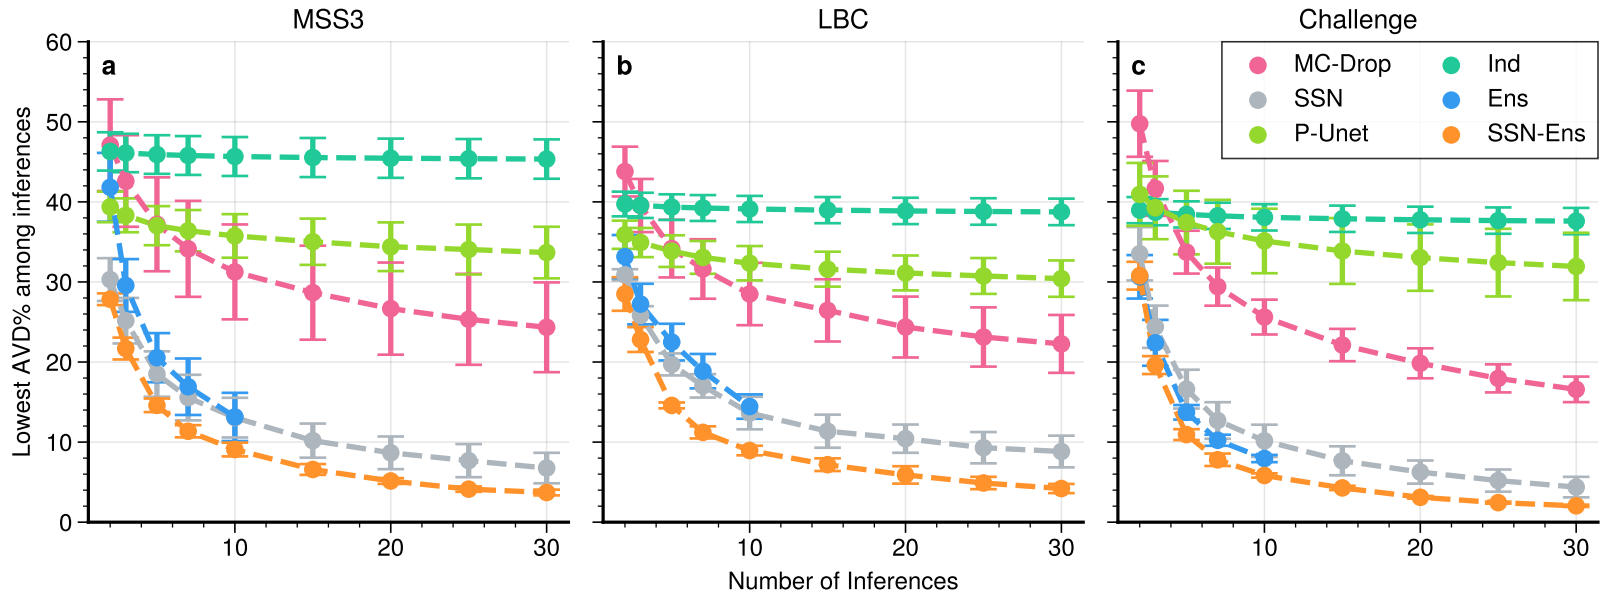 MSS3
LBC
Challenge
Lowest AVD% among inferences
60
50
40
30
20
10
0
a
b
c
MC-Drop
Ind
SSN
Ens
P-Unet
SSN-Ens
10
20
30
10
20
30
10
20
30
Number of Inferences